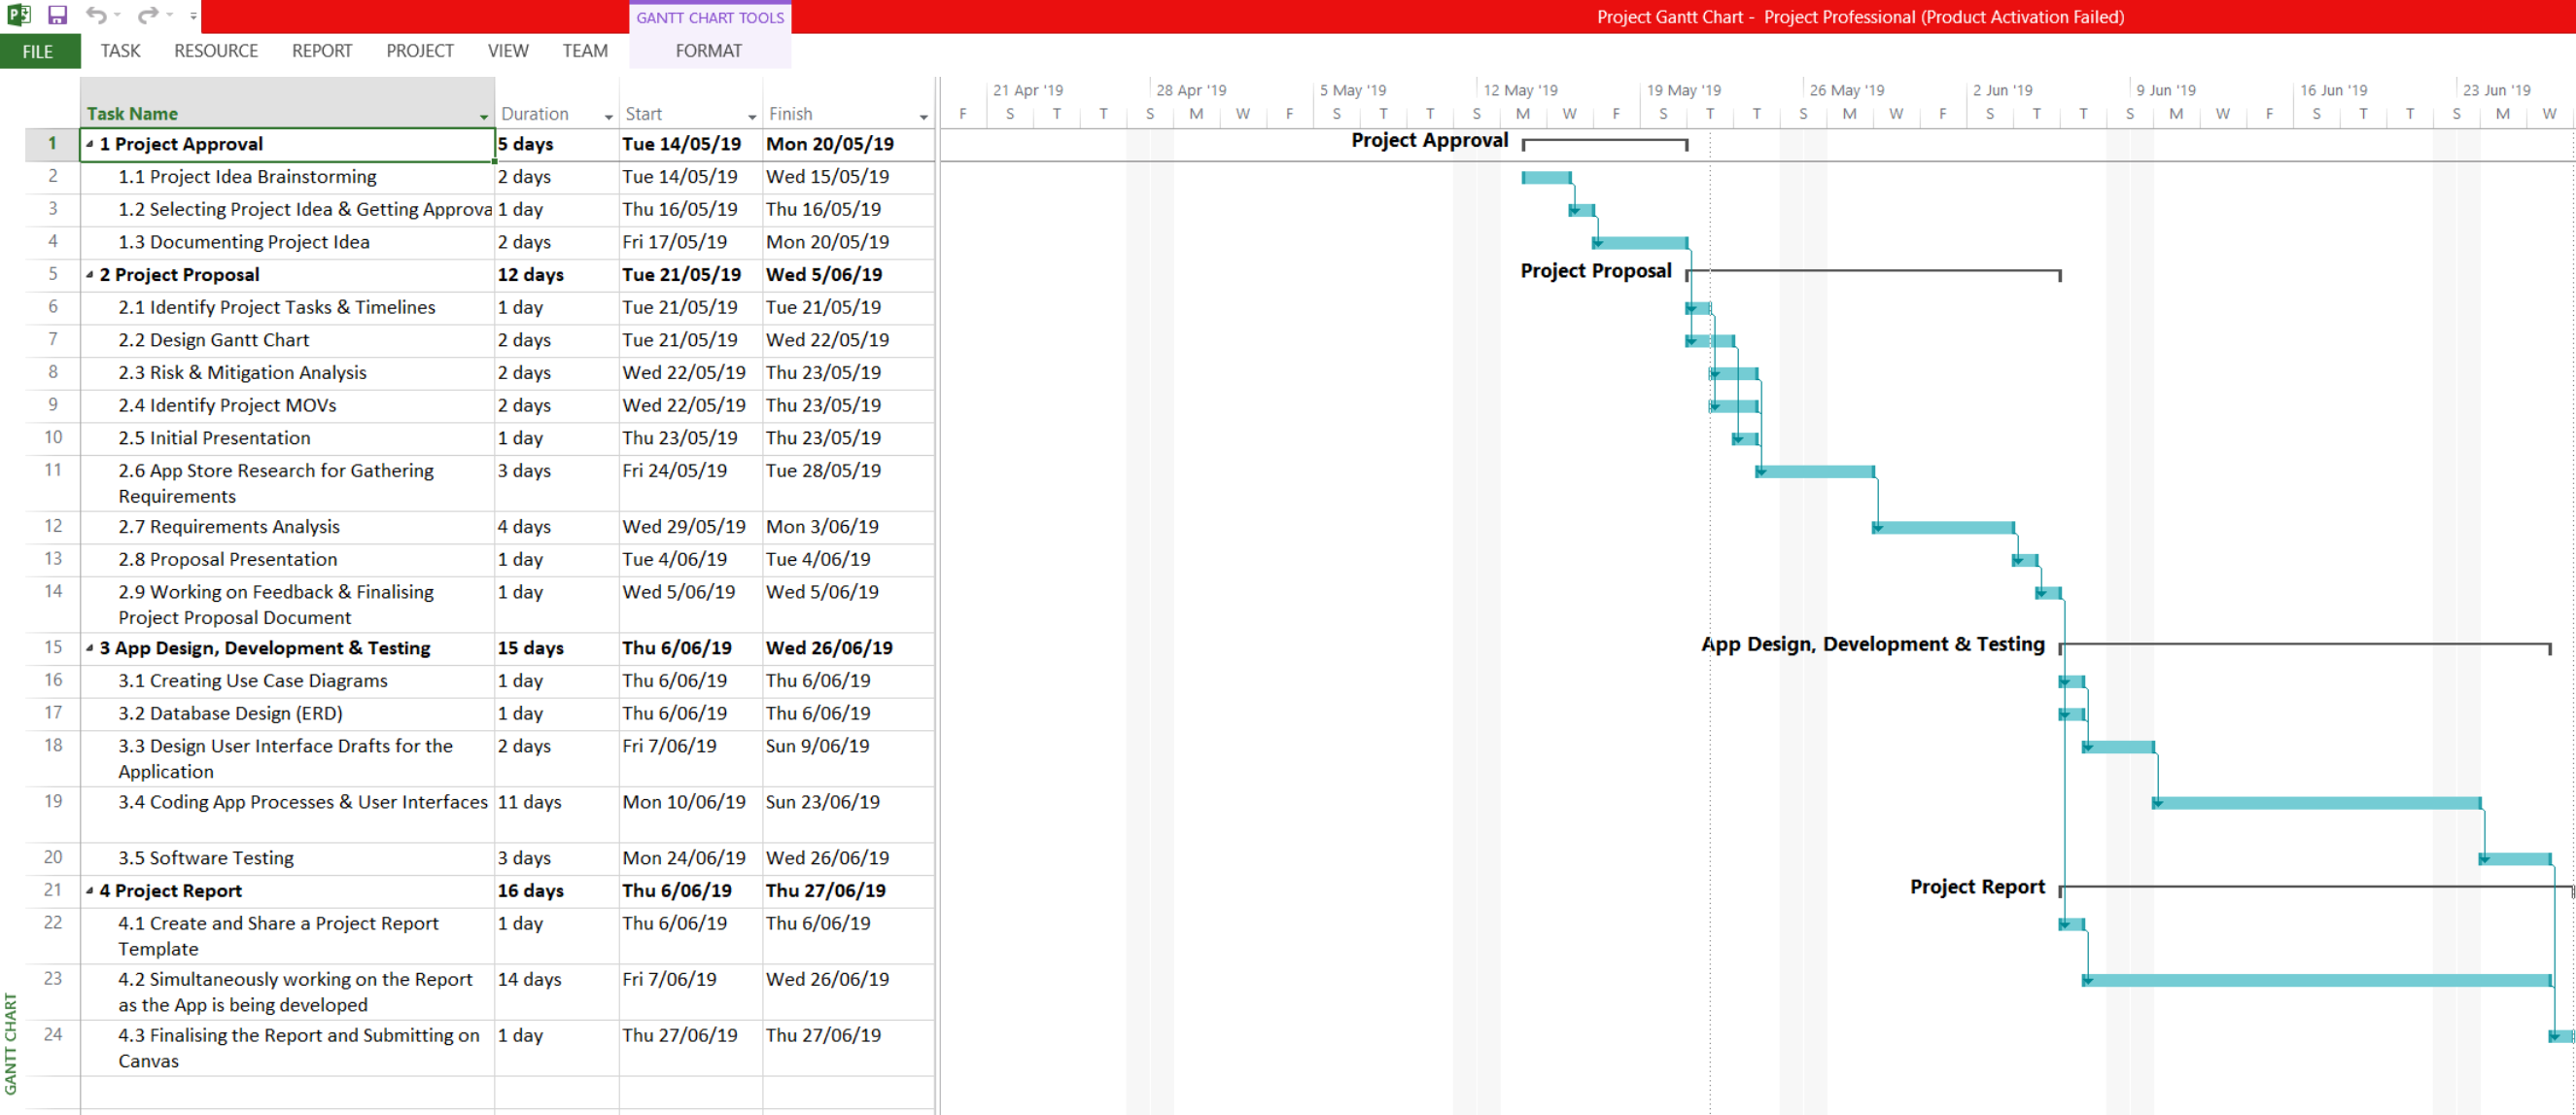 GANTT CHART TOOLS
Project Gantt Chart - Project Professional (Product Activation Failed)
FILE TASK RESOURCE REPORT PROJECT VIEW TEAM FORMAT
21 Apr '19 28 Apr '19 5 May '19 12 May '19 19 May '19 26 May '19 2 Jun '19 9 Jun '19 16 Jun '19 23 Jun '19
Task Name Duration Start Finish F S T T S M W F S T T S M W F S T T S M W F S T T S M W F S T T S M W
1 1 Project Approval 5 days Tue 14/05/19 Mon 20/05/19 Project Approval
2 1.1 Project Idea Brainstorming 2 days Tue 14/05/19 Wed 15/05/19
3 1.2 Selecting Project Idea & Getting Approva 1 day Thu 16/05/19 Thu 16/05/19
4 1.3 Documenting Project Idea 2 days Fri 17/05/19 Mon 20/05/19
5 2 Project Proposal 12 days Tue 21/05/19 Wed 5/06/19 Project Proposal
6 2.1 Identify Project Tasks & Timelines 1 day Tue 21/05/19 Tue 21/05/19
7 2.2 Design Gantt Chart 2 days Tue 21/05/19 Wed 22/05/19
8 2.3 Risk & Mitigation Analysis 2 days Wed 22/05/19 Thu 23/05/19
9 2.4 Identify Project MOVs 2 days Wed 22/05/19 Thu 23/05/19
10 2.5 Initial Presentation 1 day Thu 23/05/19 Thu 23/05/19
11 2.6 App Store Research for Gathering 3 days Fri 24/05/19 Tue 28/05/19
Requirements
12 2.7 Requirements Analysis 4 days Wed 29/05/19 Mon 3/06/19
13 2.8 Proposal Presentation 1 day Tue 4/06/19 Tue 4/06/19
14 2.9 Working on Feedback & Finalising 1 day Wed 5/06/19 Wed 5/06/19
Project Proposal Document
15 3 App Design, Development & Testing 15 days Thu 6/06/19 Wed 26/06/19 App Design, Development & Testing
16 3.1 Creating Use Case Diagrams 1 day Thu 6/06/19 Thu 6/06/19
17 3.2 Database Design (ERD) 1 day Thu 6/06/19 Thu 6/06/19
18 3.3 Design User Interface Drafts for the 2 days Fri 7/06/19 Sun 9/06/19
Application
19 3.4 Coding App Processes & User Interfaces 11 days Mon 10/06/19 Sun 23/06/19
20 3.5 Software Testing 3 days Mon 24/06/19 Wed 26/06/19
21 4 Project Report 16 days Thu 6/06/19 Thu 27/06/19 Project Report
22 4.1 Create and Share a Project Report 1 day Thu 6/06/19 Thu 6/06/19
Template
23 4.2 Simultaneously working on the Report 14 days Fri 7/06/19 Wed 26/06/19
as the App is being developed
24 4.3 Finalising the Report and Submitting on 1 day Thu 27/06/19 Thu 27/06/19
Canvas
GANTT CHART